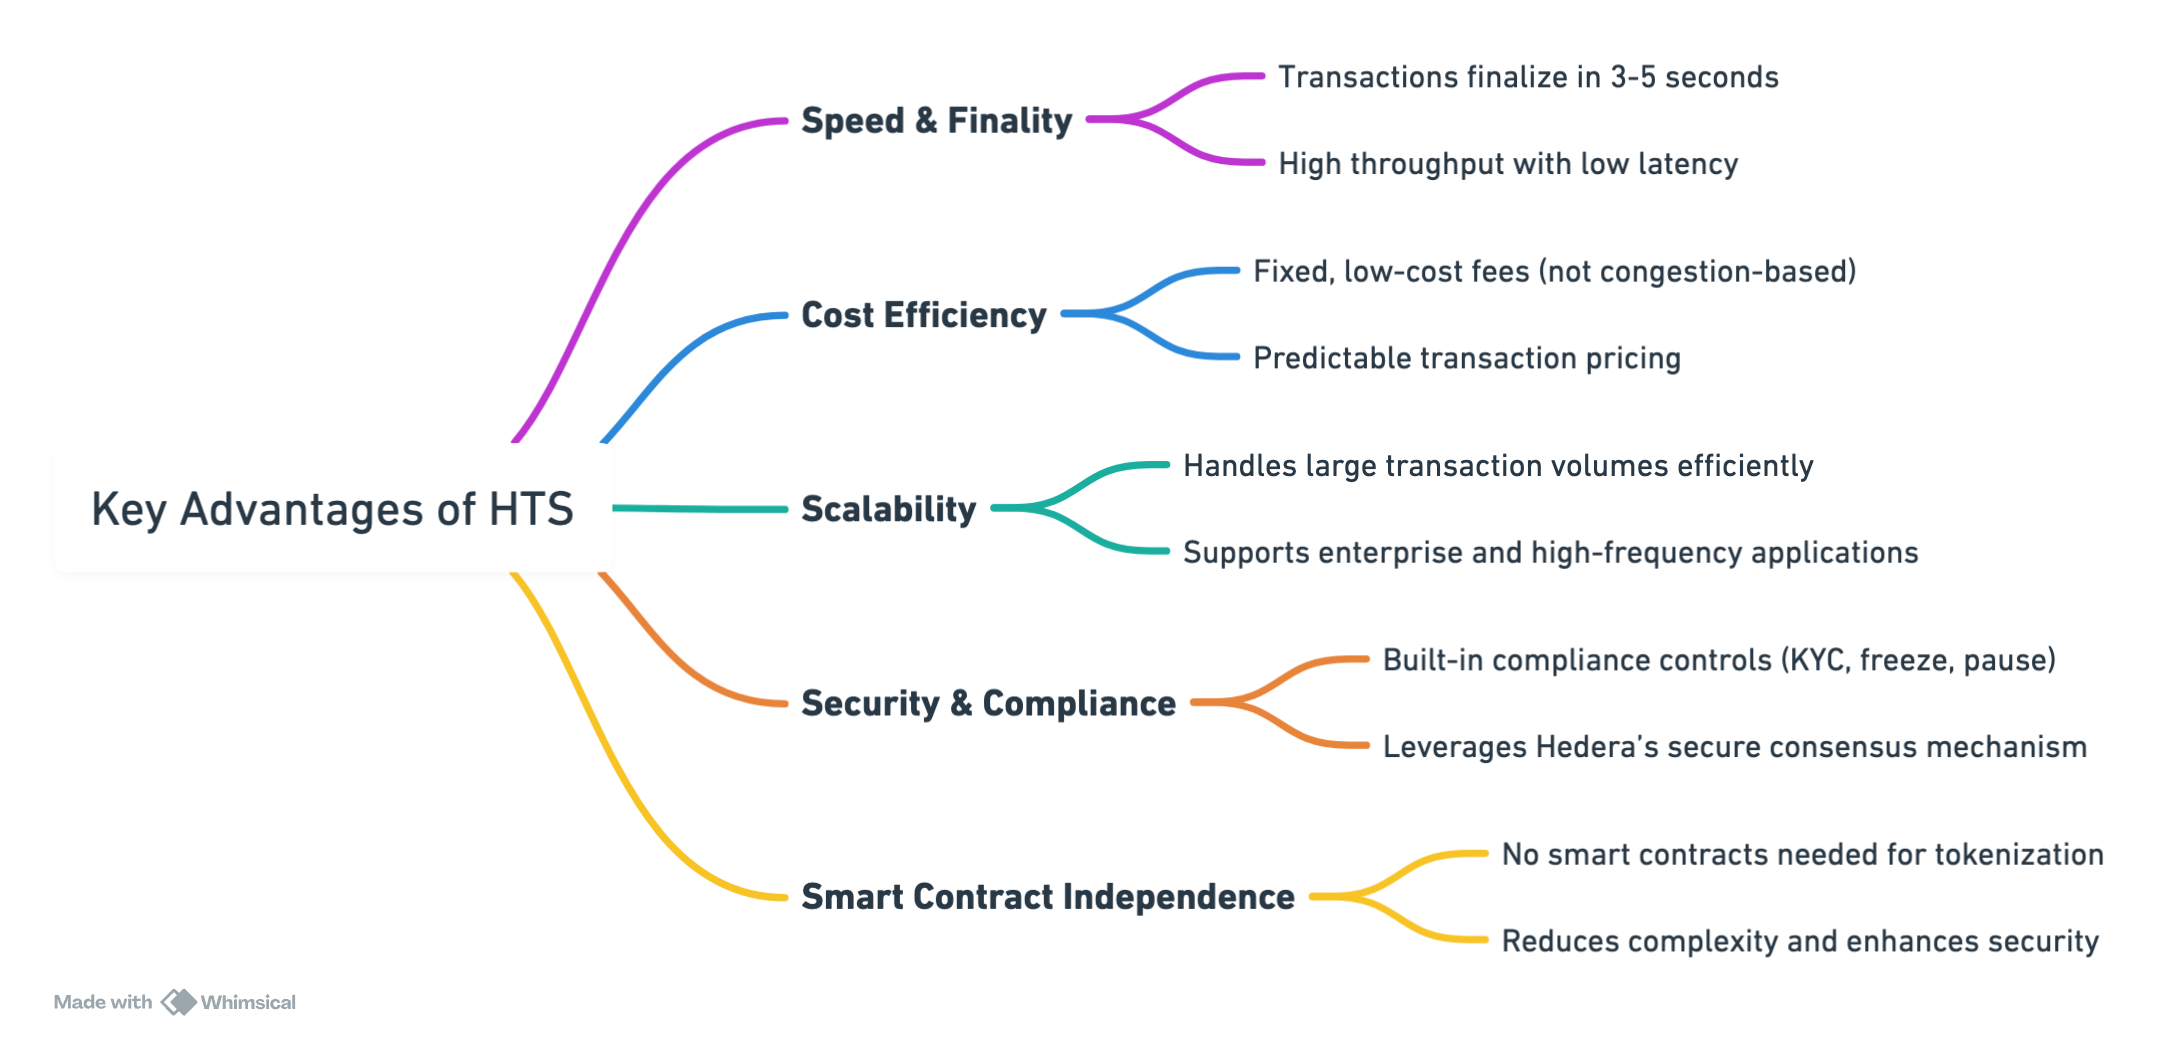 Key Advantages of HTS
Speed & Finality
Transactions finalize in 3-5 seconds
High throughput with low latency
Cost Efficiency
Fixed, low-cost fees (not congestion-based)
Predictable transaction pricing
Scalability
Handles large transaction volumes efficiently
Supports enterprise and high-frequency applications
Security & Compliance
Built-in compliance controls (KYC, freeze, pause)
Leverages Hedera’s secure consensus mechanism
Smart Contract Independence
No smart contracts needed for tokenization
Reduces complexity and enhances security
Made with Whimsical